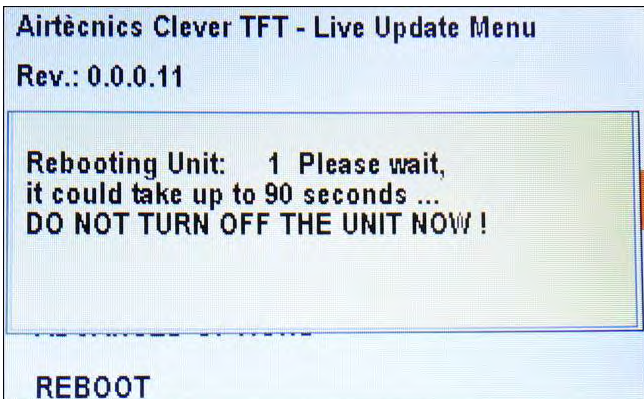 Airtècnics Clever TFT - Live Update Menu
Rev.: 0.0.0.11
Rebooting Unit: 1 Please wait,
it could take up to 90 seconds ...
DO NOT TURN OFF THE UNIT NOW !
REBOOT